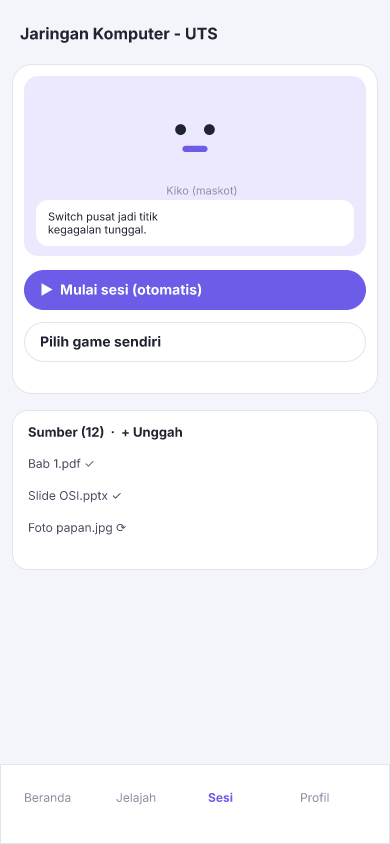 Jaringan Komputer - UTS
Kiko (maskot)
Switch pusat jadi titik
kegagalan tunggal.
▶ Mulai sesi (otomatis)
Pilih game sendiri
Sumber (12) · + Unggah
Bab 1.pdf ✓
Slide OSI.pptx ✓
Foto papan.jpg ⟳
Beranda Jelajah Sesi Profil